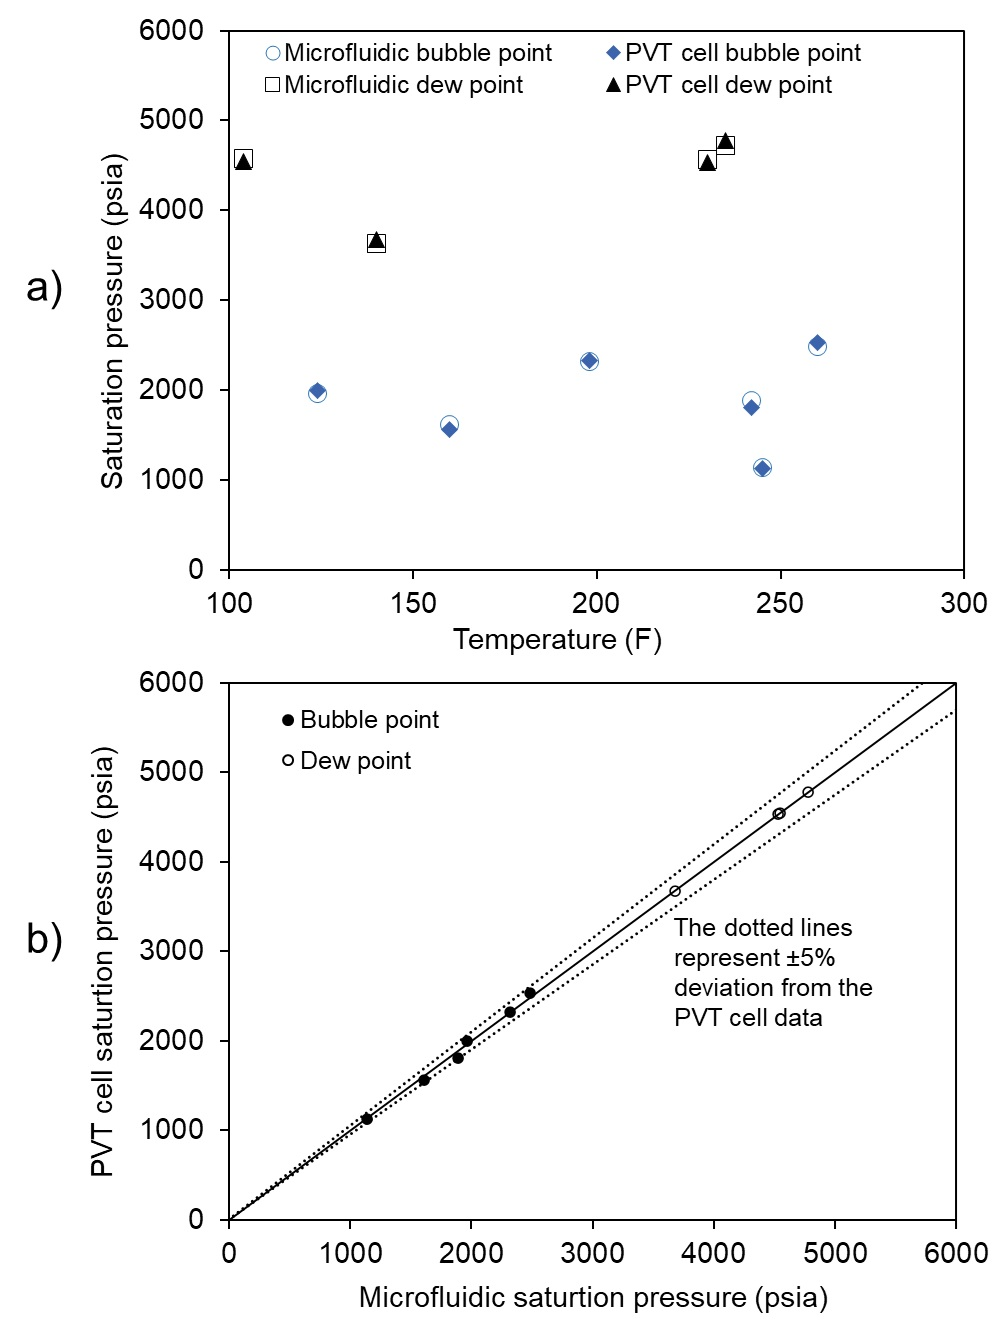 a)
Saturation pressure (psia)
6000
5000
4000
3000
2000
1000
0
Microfluidic bubble point
PVT cell bubble point
Microfluidic dew point
PVT cell dew point
100
150
200
250
300
Temperature (F)
b)
PVT cell saturtion pressure (psia)
6000
5000
4000
3000
2000
1000
0
Bubble point
Dew point
The dotted lines
represent ±5%
deviation from the
PVT cell data
0
1000
2000
3000
4000
5000
6000
Microfluidic saturtion pressure (psia)